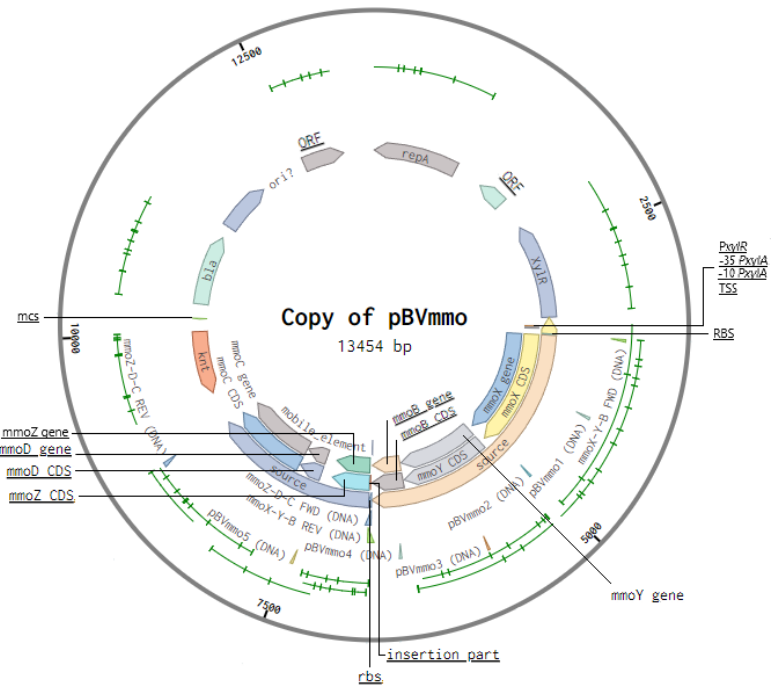 12500
ORF
repA
ori?
ORF
2500
XylR
bla
PxylR
-35 PxylA
-10 PxylA
TSS
Copy of pBVmmo
13454 bp
mcs
RBS
10000
knt
mmoC gene
mmoC CDS
mmoX gene
mmoX CDS
mmoZ-D-C REV (DNA)
mmoX-Y-B FWD (DNA)
mobile_element
mmoB gene
mmoB CDS
mmoZ gene
mmoD gene
mmoD CDS
mmoZ CDS
source
mmoY CDS
source
mmoZ-D-C FWD (DNA)
mmoX-Y-B REV (DNA)
pBVmmo1 (DNA)
pBVmmo2 (DNA)
pBVmmo3 (DNA)
pBVmmo4 (DNA)
pBVmmo5 (DNA)
5000
mmoY gene
7500
insertion part
rbs